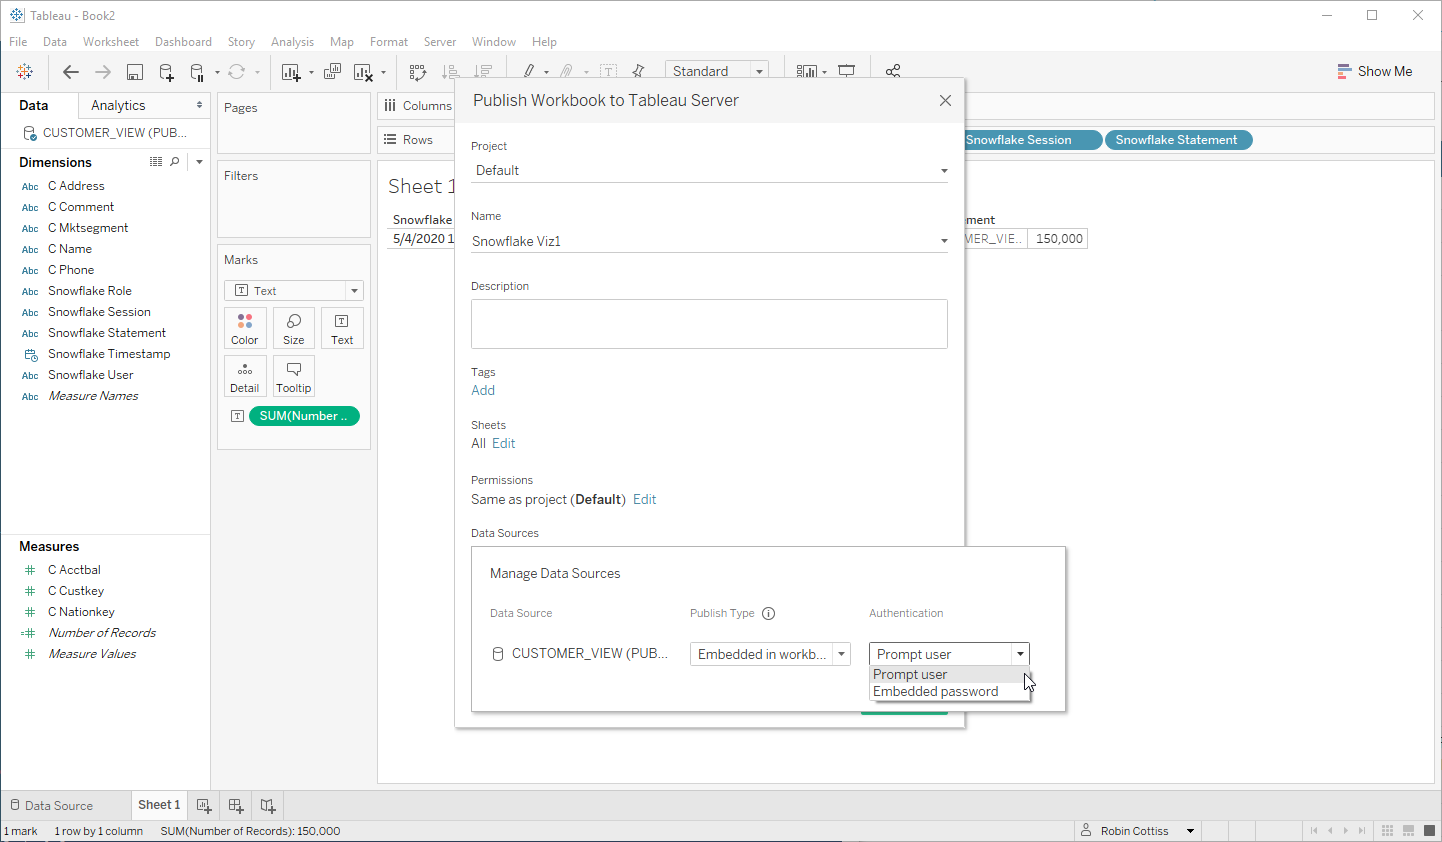 Tableau - Book2
File Data Worksheet Dashboard Story Analysis Map Format Server Window Help
Standard
Show Me
Data Analytics
CUSTOMER_VIEW (PUB...
Dimensions
Abc C Address
Abc C Comment
Abc C Mktsegment
Abc C Name
Abc C Phone
Abc Snowflake Role
Abc Snowflake Session
Abc Snowflake Statement
Snowflake Timestamp
Abc Snowflake User
Abc Measure Names
Measures
C Acctbal
C Custkey
C Nationkey
Number of Records
Measure Values
Pages
Filters
Marks
Text
Color Size Text
Detail Tooltip
SUM(Number ..
Columns
Rows
Snowflake Session Snowflake Statement
Sheet 1
Snowflake
ment
5/4/2020 1
MER_VIE.. 150,000
Publish Workbook to Tableau Server
Project
Default
Name
Snowflake Viz1
Description
Tags
Add
Sheets
All Edit
Permissions
Same as project (Default) Edit
Data Sources
Manage Data Sources
Data Source Publish Type Authentication
CUSTOMER_VIEW (PUB... Embedded in workb... Prompt user
Prompt user
Embedded password
Data Source Sheet 1
1 mark 1 row by 1 column SUM(Number of Records): 150,000
Robin Cottiss